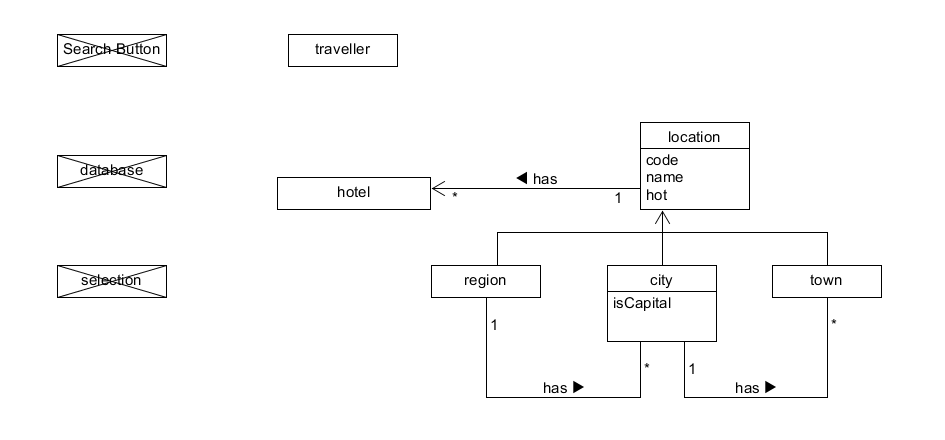 Search Button
traveller
database
hotel
◀ has
*
1
location
code
name
hot
selection
region
city
isCapital
town
1
has ▶
*
1
has ▶
*